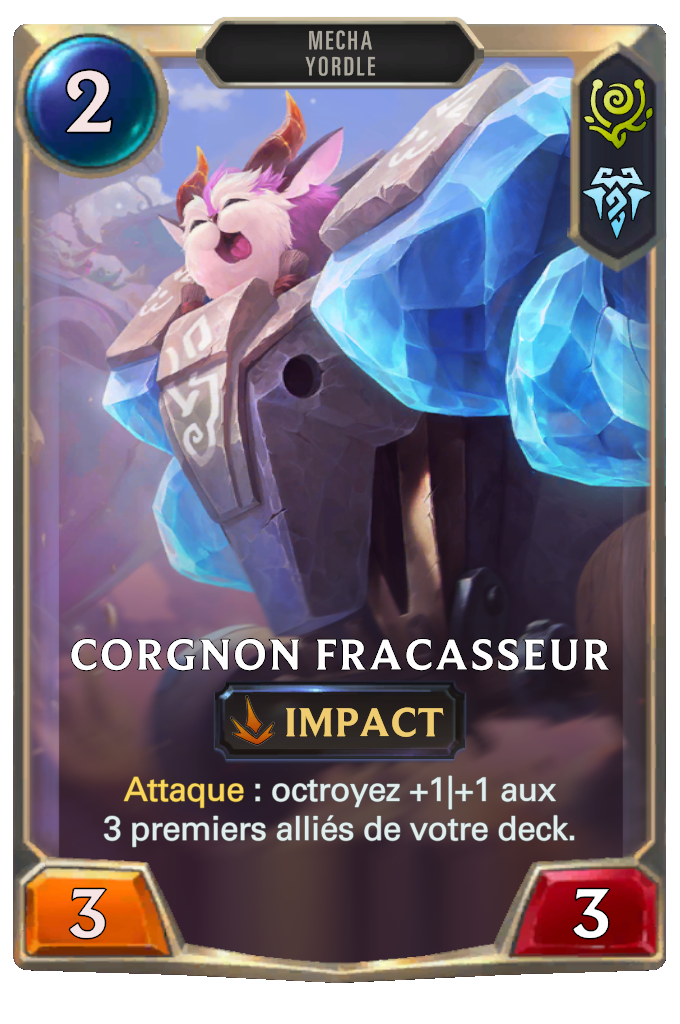 MECHA
YORDLE
2
CORGNON FRACASSEUR
IMPACT
Attaque : octroyez +1|+1 aux
3 premiers alliés de votre deck.
3
3